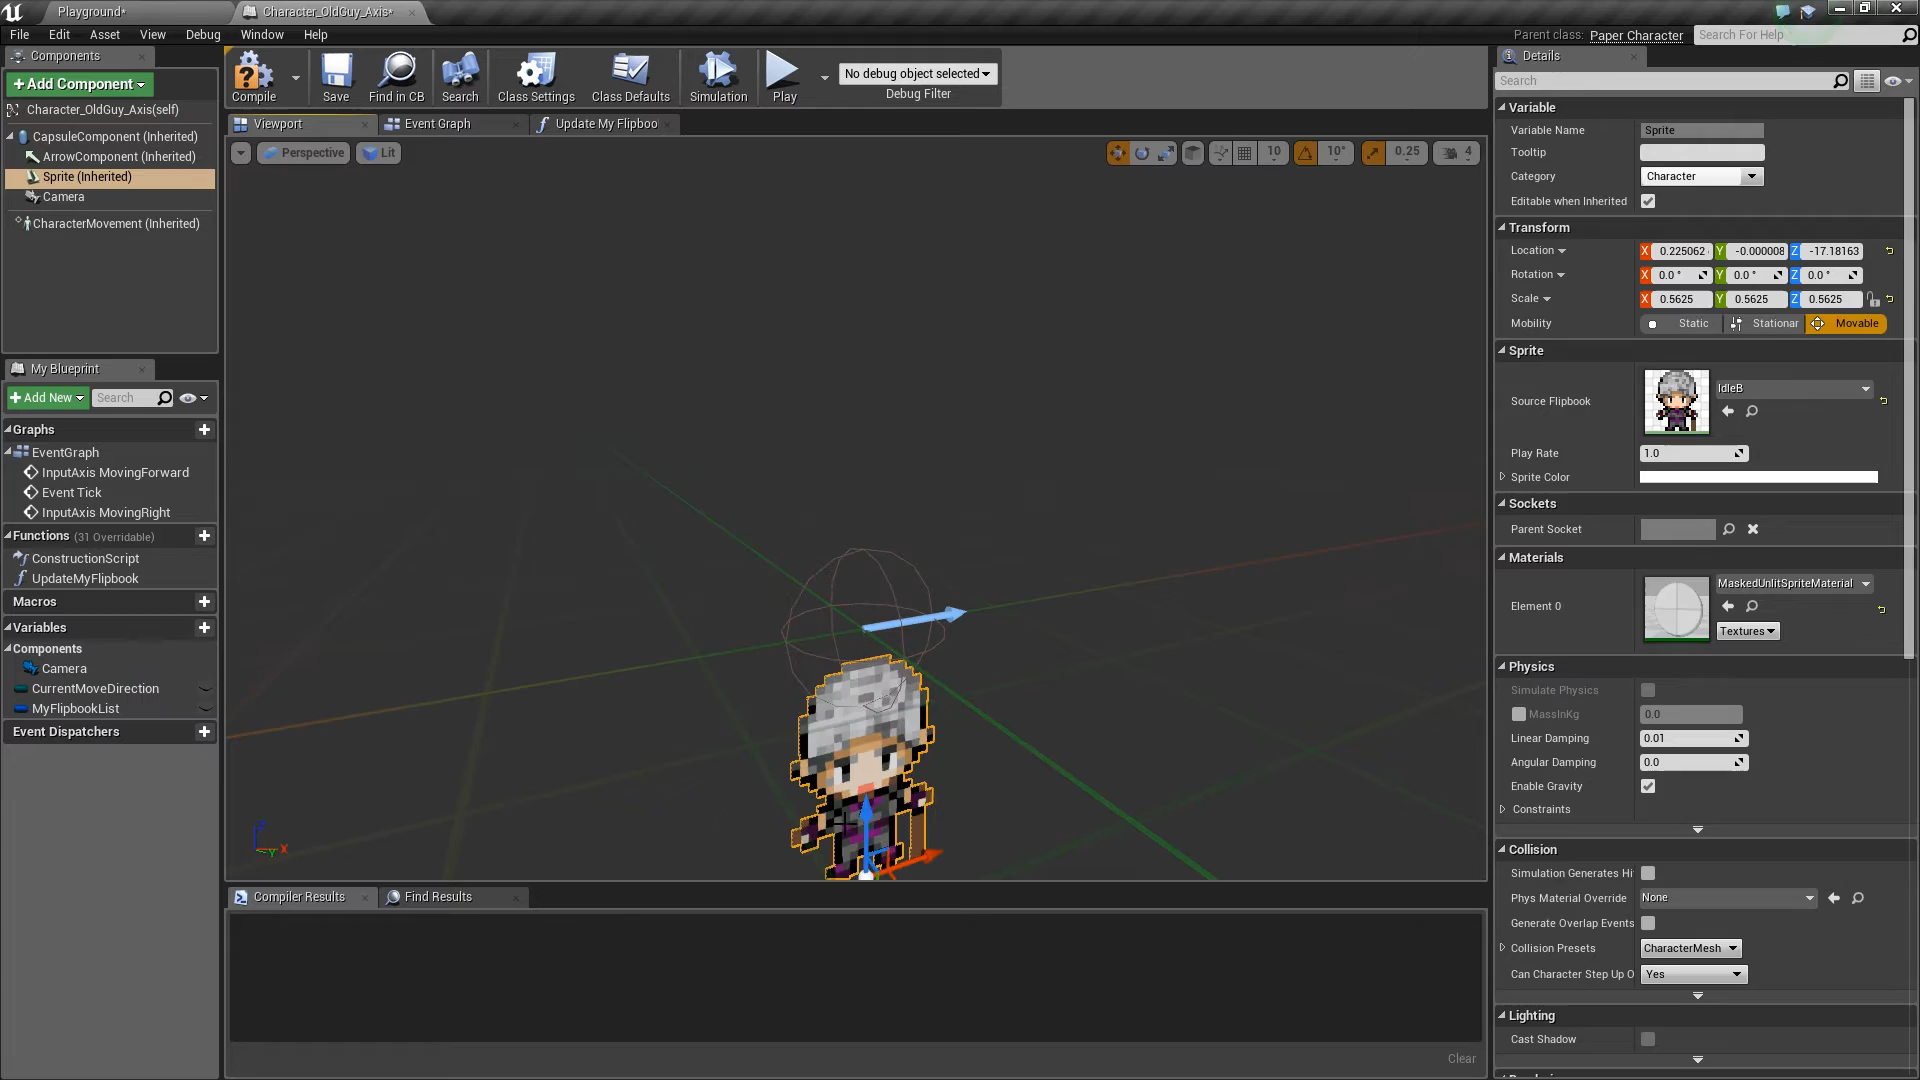 Playground*
Character_OldGuy_Axis*
File Edit Asset View Debug Window Help
Parent class: Paper Character
Search For Help
Components
+Add Component
Character_OldGuy_Axis(self)
CapsuleComponent (Inherited)
ArrowComponent (Inherited)
Sprite (Inherited)
Camera
CharacterMovement (Inherited)
My Blueprint
+Add New
Search
Graphs
EventGraph
InputAxis MovingForward
Event Tick
InputAxis MovingRight
Functions (31 Overridable)
ConstructionScript
UpdateMyFlipbook
Macros
Variables
Components
Camera
CurrentMoveDirection
MyFlipbookList
Event Dispatchers
Compile
Save
Find in CB
Search
Class Settings
Class Defaults
Simulation
Play
No debug object selected
Debug Filter
Viewport
Event Graph
Update My Flipboo
Perspective
Lit
10
10°
0.25
4
Z
X
Y
Compiler Results
Find Results
Clear
Details
Search
Variable
Variable Name Sprite
Tooltip
Category Character
Editable when Inherited
Transform
Location X 0.225062 Y -0.000008 Z -17.18163
Rotation X 0.0 ° Y 0.0 ° Z 0.0 °
Scale X 0.5625 Y 0.5625 Z 0.5625
Mobility Static Stationar Movable
Sprite
Source Flipbook IdleB
Play Rate 1.0
Sprite Color
Sockets
Parent Socket
Materials
Element 0 MaskedUnlitSpriteMaterial
Textures
Physics
Simulate Physics
MassInKg 0.0
Linear Damping 0.01
Angular Damping 0.0
Enable Gravity
Constraints
Collision
Simulation Generates Hi
Phys Material Override None
Generate Overlap Events
Collision Presets CharacterMesh
Can Character Step Up O Yes
Lighting
Cast Shadow